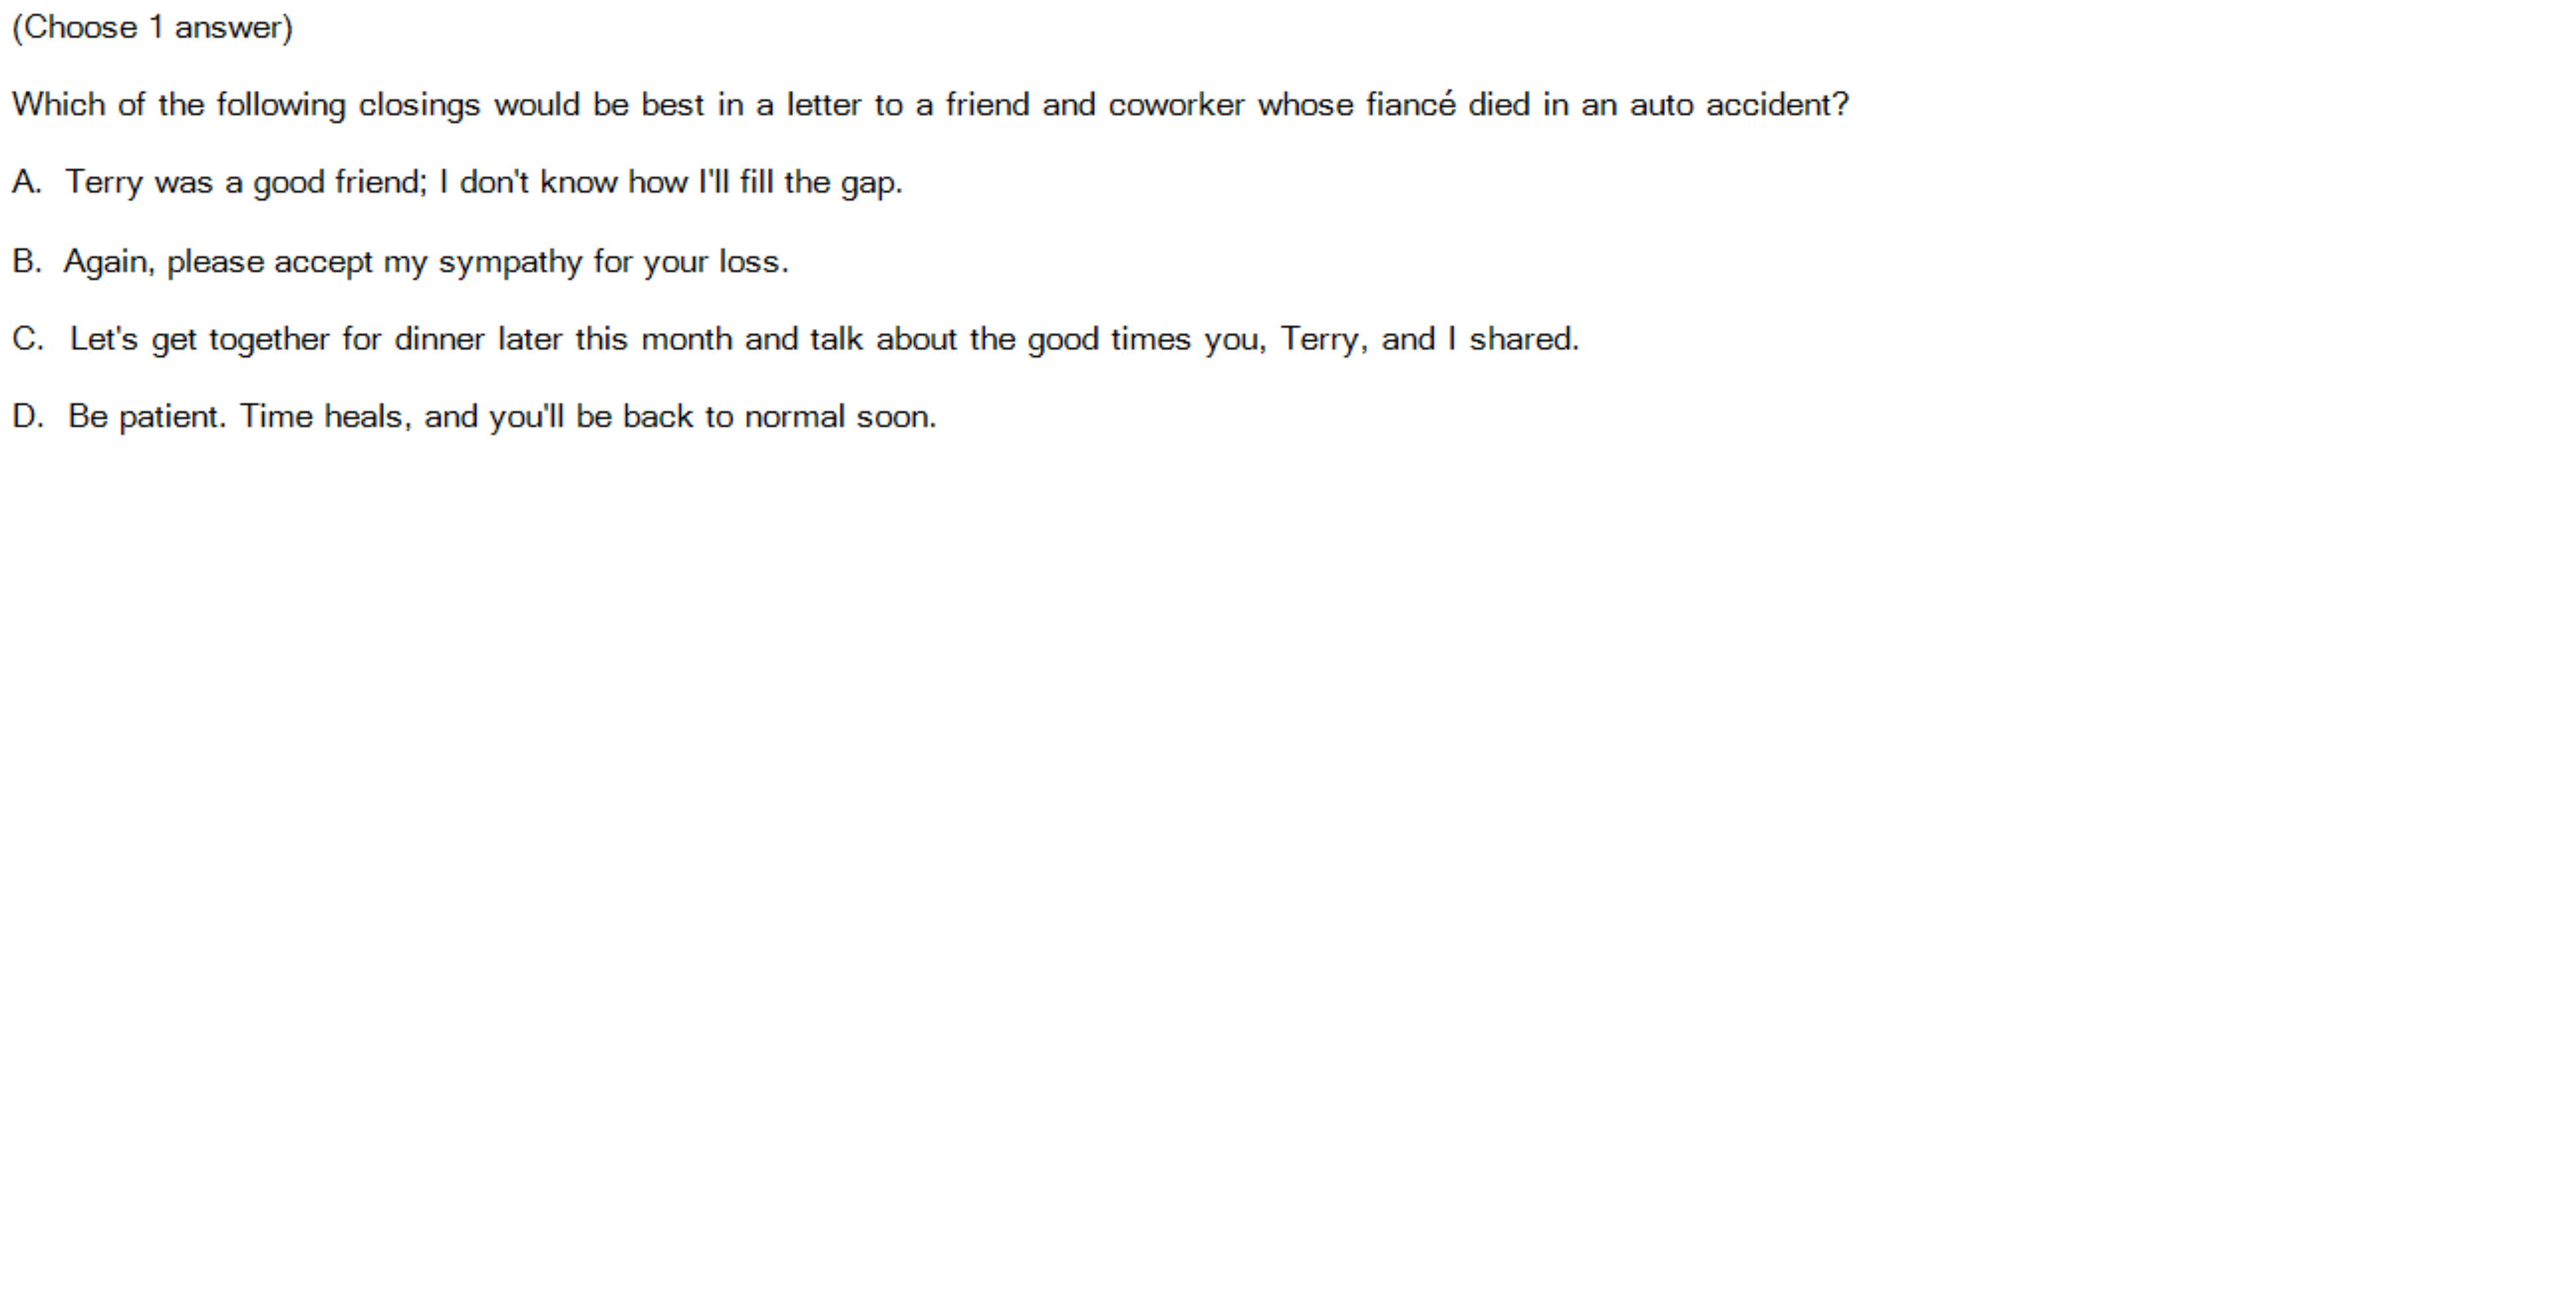 (Choose 1 answer)
Which of the following closings would be best in a letter to a friend and coworker whose fiancé died in an auto accident?
A. Terry was a good friend; I don't know how I'll fill the gap.
B. Again, please accept my sympathy for your loss.
C. Let's get together for dinner later this month and talk about the good times you, Terry, and I shared.
D. Be patient. Time heals, and you'll be back to normal soon.